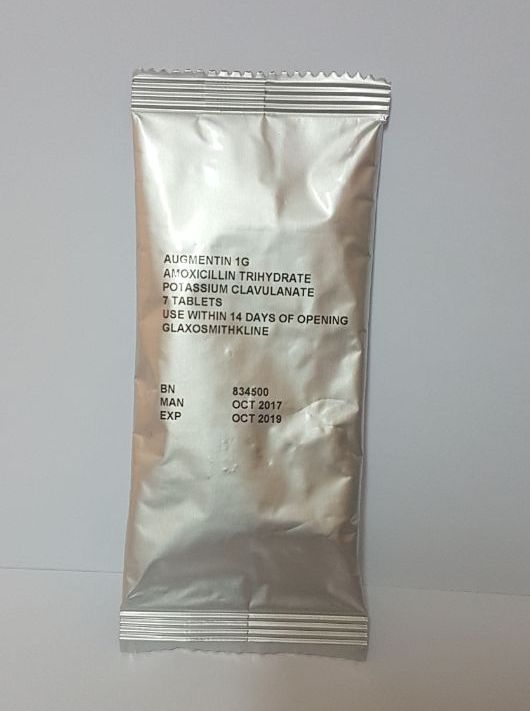 AUGMENTIN 1G
AMOXICILLIN TRIHYDRATE
POTASSIUM CLAVULANATE
7 TABLETS
USE WITHIN 14 DAYS OF OPENING
GLAXOSMITHKLINE
BN 834500
MAN OCT 2017
EXP OCT 2019